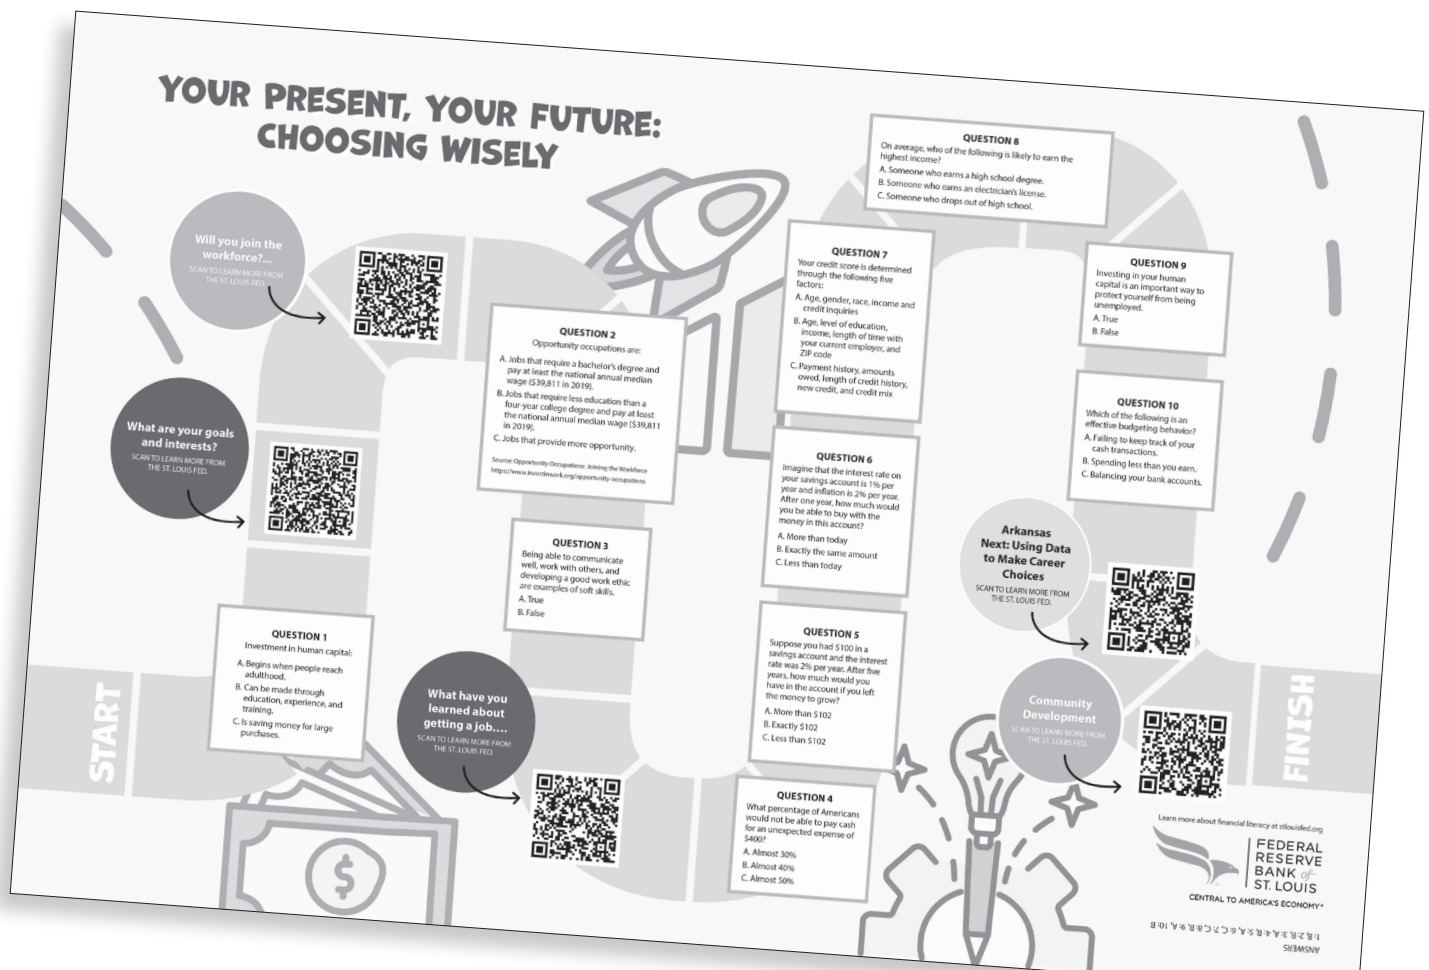 YOUR PRESENT, YOUR FUTURE:
CHOOSING WISELY
START
QUESTION 1
Investment in human capital:
A. Begins when people reach
adulthood.
B. Can be made through
education, experience, and
training.
C. Is saving money for large
purchases.
What are your goals
and interests?
SCAN TO LEARN MORE FROM
THE ST. LOUIS FED.
Will you join the
workforce?...
SCAN TO LEARN MORE FROM
THE ST. LOUIS FED.
QUESTION 2
Opportunity occupations are:
A. Jobs that require a bachelor's degree and
pay at least the national annual median
wage ($39,811 in 2019).
B. Jobs that require less education than a
four-year college degree and pay at least
the national annual median wage ($39,811
in 2019).
C. Jobs that provide more opportunity.
Source: Opportunity Occupations: Joining the Workforce
https://www.investinwork.org/opportunity-occupations
QUESTION 3
Being able to communicate
well, work with others, and
developing a good work ethic
are examples of soft skills.
A. True
B. False
What have you
learned about
getting a job....
SCAN TO LEARN MORE FROM
THE ST. LOUIS FED.
QUESTION 4
What percentage of Americans
would not be able to pay cash
for an unexpected expense of
$400?
A. Almost 30%
B. Almost 40%
C. Almost 50%
QUESTION 5
Suppose you had $100 in a
savings account and the interest
rate was 2% per year. After five
years, how much would you
have in the account if you left
the money to grow?
A. More than $102
B. Exactly $102
C. Less than $102
QUESTION 6
Imagine that the interest rate on
your savings account is 1% per
year and inflation is 2% per year.
After one year, how much would
you be able to buy with the
money in this account?
A. More than today
B. Exactly the same amount
C. Less than today
QUESTION 7
Your credit score is determined
through the following five
factors:
A. Age, gender, race, income and
credit inquiries
B. Age, level of education,
income, length of time with
your current employer, and
ZIP code
C. Payment history, amounts
owed, length of credit history,
new credit, and credit mix
QUESTION 8
On average, who of the following is likely to earn the
highest income?
A. Someone who earns a high school degree.
B. Someone who earns an electrician's license.
C. Someone who drops out of high school.
QUESTION 9
Investing in your human
capital is an important way to
protect yourself from being
unemployed.
A. True
B. False
QUESTION 10
Which of the following is an
effective budgeting behavior?
A. Failing to keep track of your
cash transactions.
B. Spending less than you earn.
C. Balancing your bank accounts.
Arkansas
Next: Using Data
to Make Career
Choices
SCAN TO LEARN MORE FROM
THE ST. LOUIS FED.
Community
Development
SCAN TO LEARN MORE FROM
THE ST. LOUIS FED.
FINISH
Learn more about financial literacy at stlouisfed.org
FEDERAL
RESERVE
BANK of
ST. LOUIS
CENTRAL TO AMERICA'S ECONOMY®
ANSWERS
1: B, 2: B, 3: A, 4: B, 5: A, 6: C, 7: C, 8: B, 9: A, 10: B